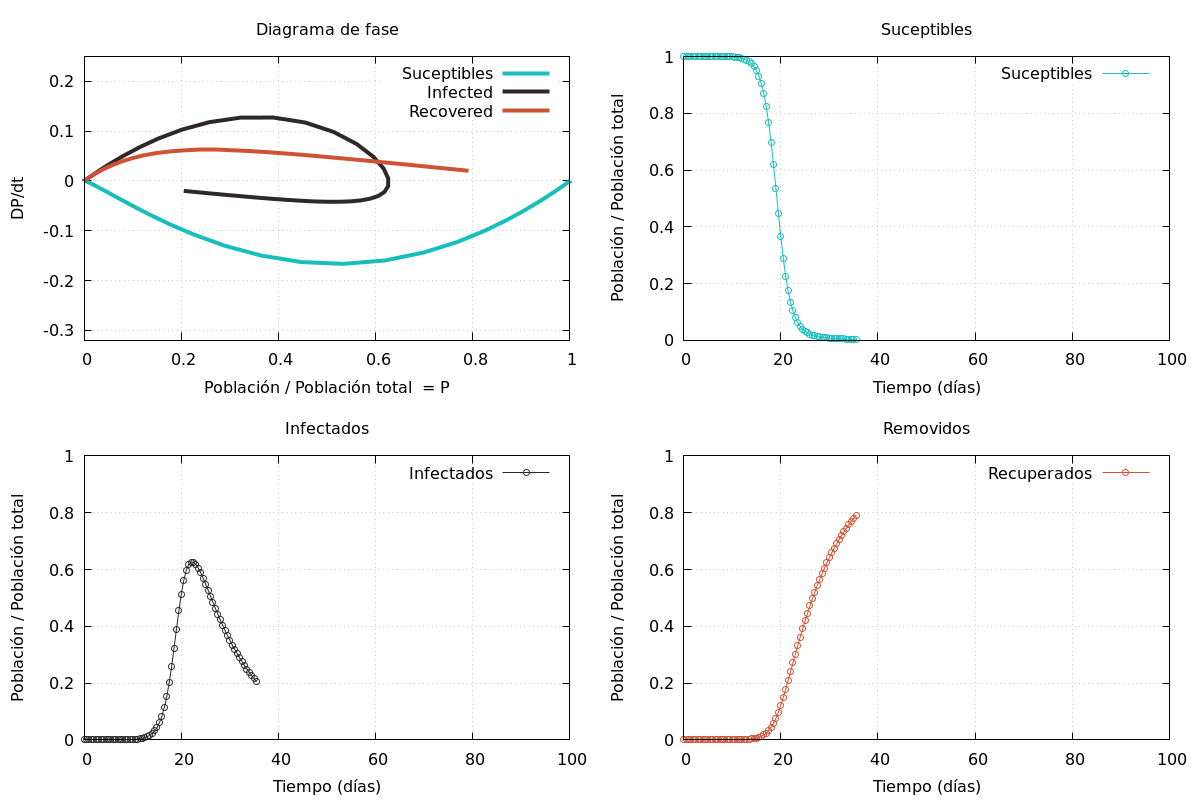 Diagrama de fase
Suceptibles
Infected
Recovered
0.2
0.1
0
-0.1
-0.2
-0.3
DP/dt
0 0.2 0.4 0.6 0.8 1
Población / Población total = P
Suceptibles
Suceptibles
1
0.8
0.6
0.4
0.2
0
Población / Población total
0 20 40 60 80 100
Tiempo (días)
Infectados
Infectados
1
0.8
0.6
0.4
0.2
0
Población / Población total
0 20 40 60 80 100
Tiempo (días)
Removidos
Recuperados
1
0.8
0.6
0.4
0.2
0
Población / Población total
0 20 40 60 80 100
Tiempo (días)